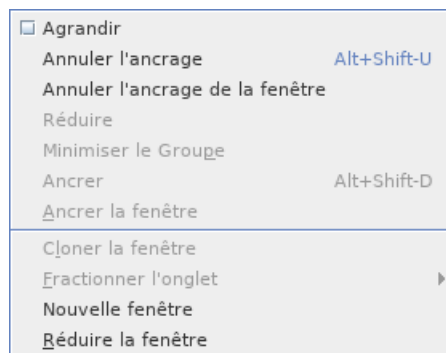 Agrandir
Annuler l'ancrage Alt+Shift-U
Annuler l'ancrage de la fenêtre
Réduire
Minimiser le Groupe
Ancrer Alt+Shift-D
Ancrer la fenêtre
Cloner la fenêtre
Fractionner l'onglet
Nouvelle fenêtre
Réduire la fenêtre